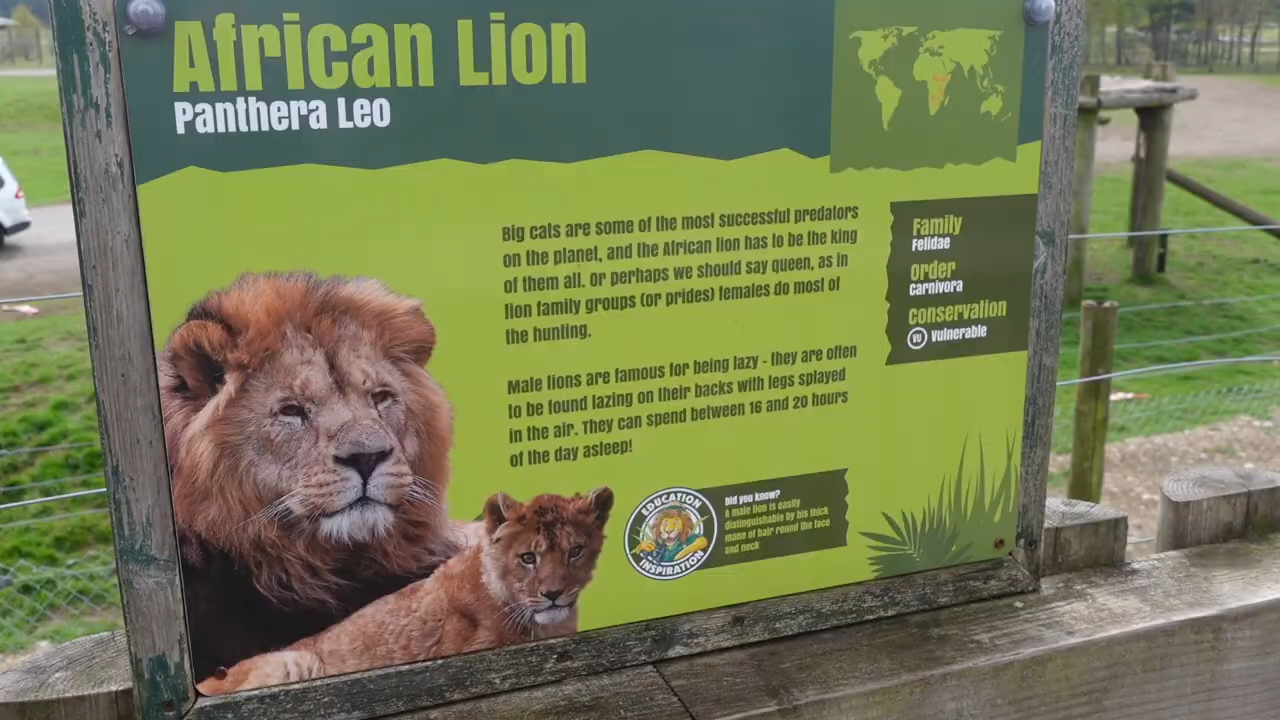 African Lion
Panthera Leo
Big cats are some of the most successful predators
on the planet, and the African lion has to be the king
of them all. Or perhaps we should say queen, as in
lion family groups (or prides) females do most of
the hunting.
Male lions are famous for being lazy - they are often
to be found lazing on their backs with legs splayed
in the air. They can spend between 16 and 20 hours
of the day asleep!
Family
Felidae
Order
Carnivora
Conservation
VU Vulnerable
EDUCATION
INSPIRATION
Did you know?
A male lion is easily
distinguishable by his thick
mane of hair round the face
and neck